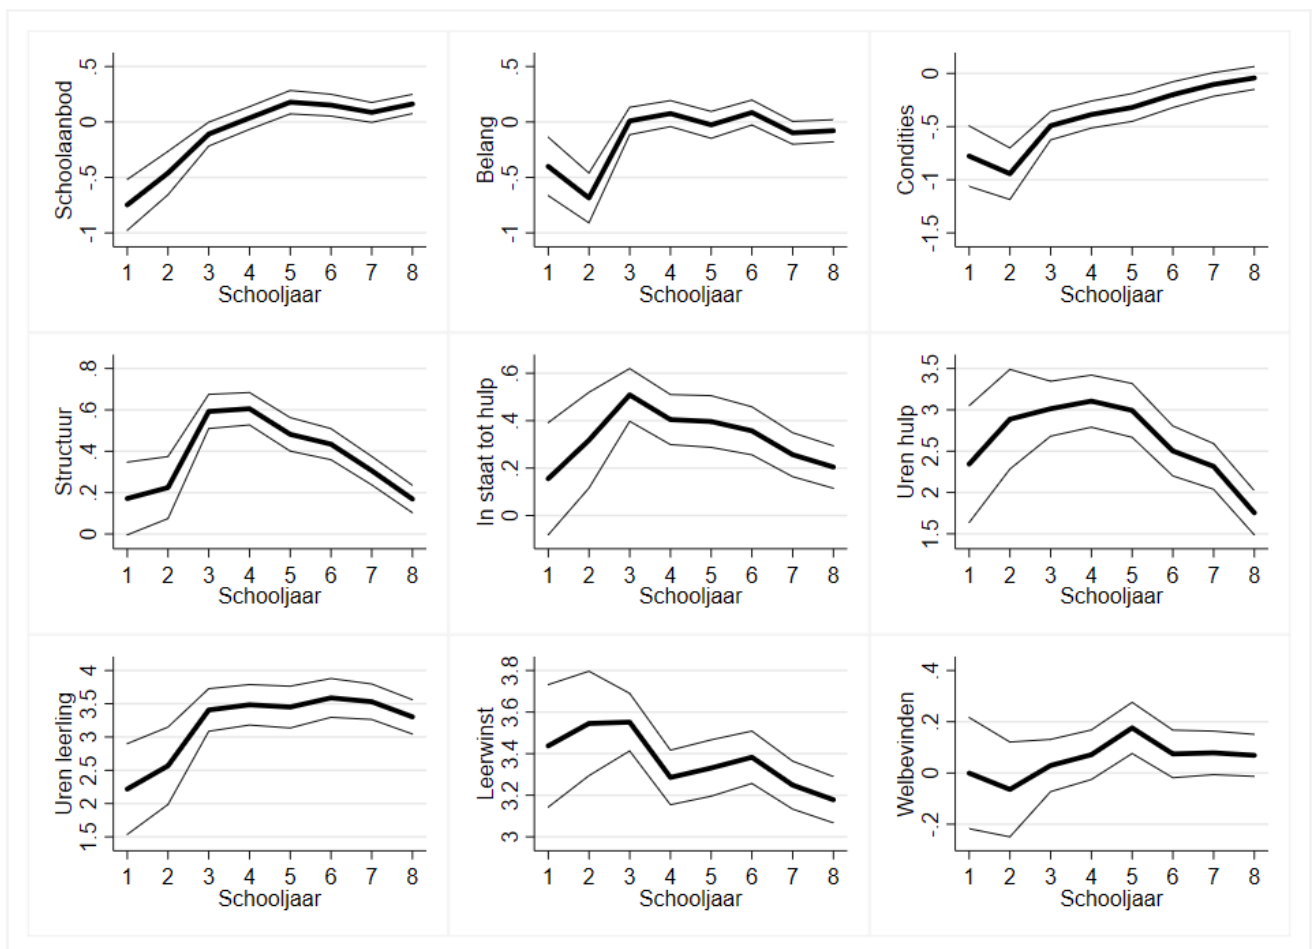 Schoolaanbod
.5
0
-.5
-1
1 2 3 4 5 6 7 8
Schooljaar
Belang
.5
0
-.5
-1
1 2 3 4 5 6 7 8
Schooljaar
Condities
0
-.5
-1
-1.5
1 2 3 4 5 6 7 8
Schooljaar
Structuur
.8
.6
.4
.2
0
1 2 3 4 5 6 7 8
Schooljaar
In staat tot hulp
.6
.4
.2
0
1 2 3 4 5 6 7 8
Schooljaar
Uren hulp
3.5
3
2.5
2
1.5
1 2 3 4 5 6 7 8
Schooljaar
Uren leerling
4
3.5
3
2.5
2
1.5
1 2 3 4 5 6 7 8
Schooljaar
Leerwinst
3.8
3.6
3.4
3.2
3
1 2 3 4 5 6 7 8
Schooljaar
Welbevinden
.4
.2
0
-.2
1 2 3 4 5 6 7 8
Schooljaar